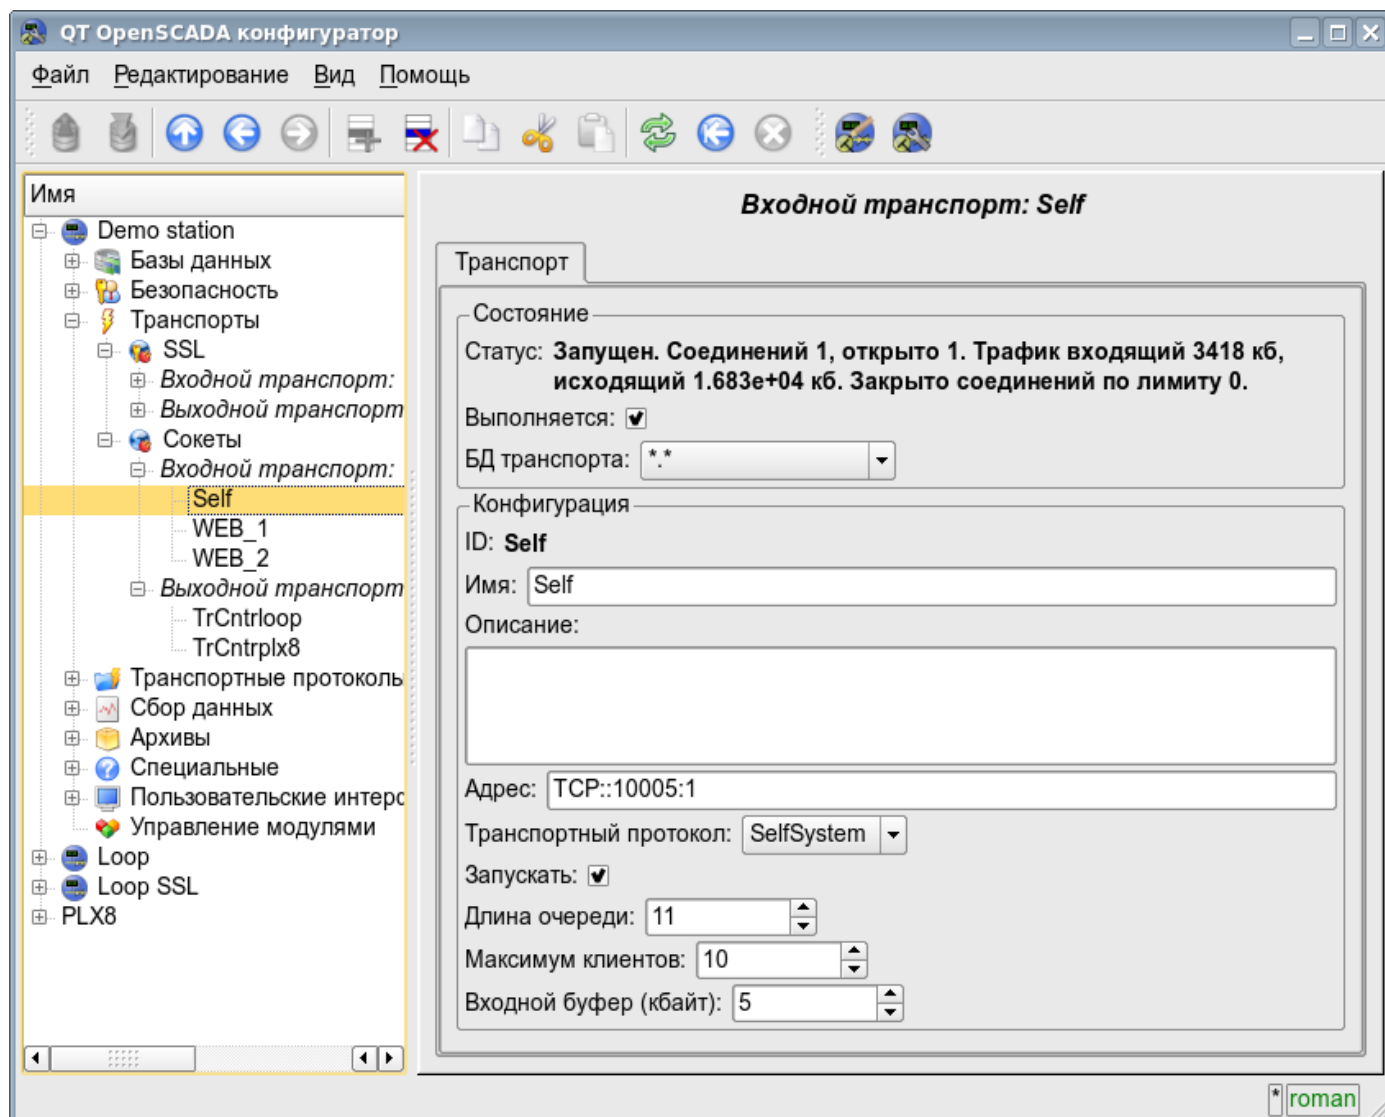 QT OpenSCADA конфигуратор
Файл Редактирование Вид Помощь
Имя
Demo station
Базы данных
Безопасность
Транспорты
SSL
Входной транспорт:
Выходной транспорт
Сокеты
Входной транспорт:
Self
WEB_1
WEB_2
Выходной транспорт
TrCntrloop
TrCntrplx8
Транспортные протоколь
Сбор данных
Архивы
Специальные
Пользовательские интерс
Управление модулями
Loop
Loop SSL
PLX8
Входной транспорт: Self
Транспорт
Состояние
Статус: Запущен. Соединений 1, открыто 1. Трафик входящий 3418 кб,
исходящий 1.683e+04 кб. Закрыто соединений по лимиту 0.
Выполняется:
БД транспорта: *.*
Конфигурация
ID: Self
Имя: Self
Описание:
Адрес: TCP::10005:1
Транспортный протокол: SelfSystem
Запускать:
Длина очереди: 11
Максимум клиентов: 10
Входной буфер (кбайт): 5
* roman